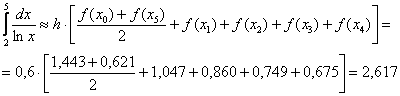 ∫₂⁵ dx/ln x ≈ h · [(f(x₀) + f(x₅))/2 + f(x₁) + f(x₂) + f(x₃) + f(x₄)] =
= 0,6 · [(1,443 + 0,621)/2 + 1,047 + 0,860 + 0,749 + 0,675] = 2,617